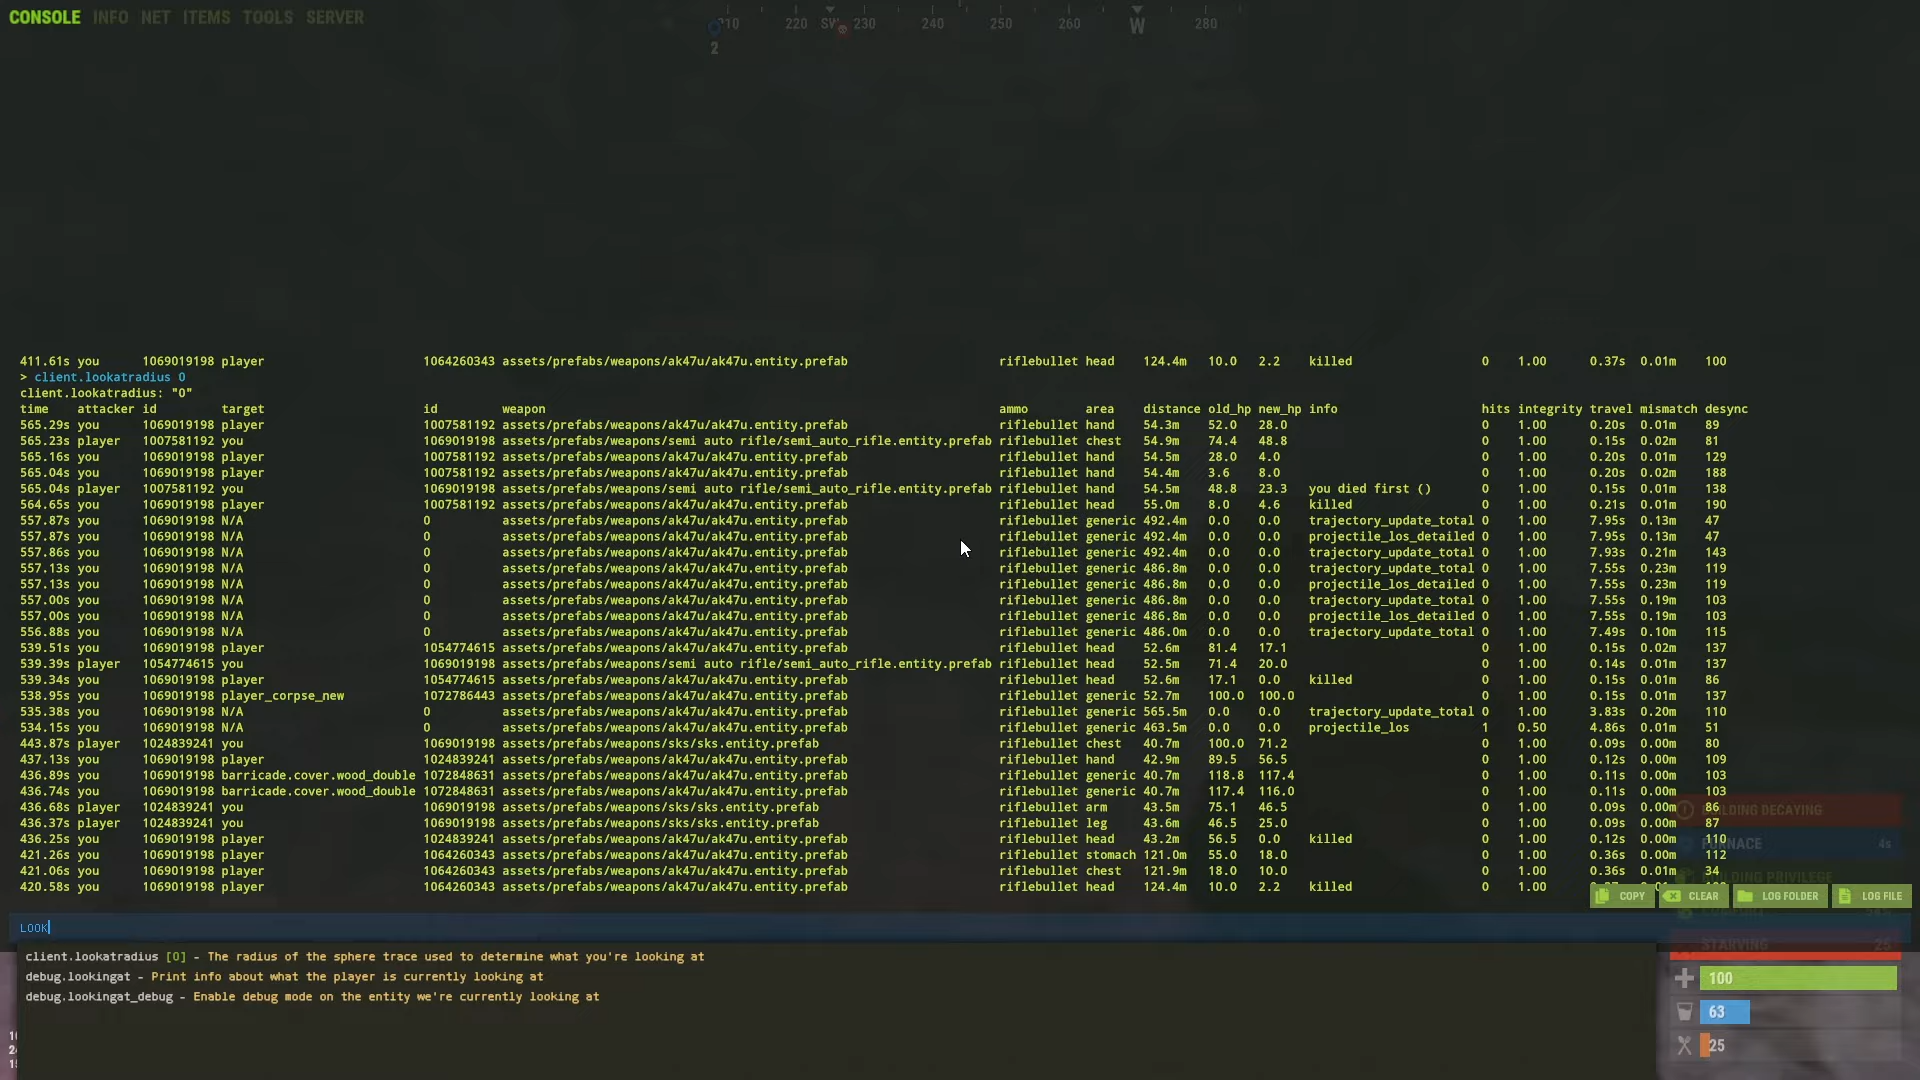 CONSOLE INFO NET ITEMS TOOLS SERVER
210 220 SW 230 240 250 260 W 280
2
411.61s you 1069019198 player 1064260343 assets/prefabs/weapons/ak47u/ak47u.entity.prefab riflebullet head 124.4m 10.0 2.2 killed 0 1.00 0.37s 0.01m 100
> client.lookatradius 0
client.lookatradius: "0"
time attacker id target id weapon ammo area distance old_hp new_hp info hits integrity travel mismatch desync
565.29s you 1069019198 player 1007581192 assets/prefabs/weapons/ak47u/ak47u.entity.prefab riflebullet hand 54.3m 52.0 28.0 0 1.00 0.20s 0.01m 89
565.23s player 1007581192 you 1069019198 assets/prefabs/weapons/semi auto rifle/semi_auto_rifle.entity.prefab riflebullet chest 54.9m 74.4 48.8 0 1.00 0.15s 0.02m 81
565.16s you 1069019198 player 1007581192 assets/prefabs/weapons/ak47u/ak47u.entity.prefab riflebullet hand 54.5m 28.0 4.0 0 1.00 0.20s 0.01m 129
565.04s you 1069019198 player 1007581192 assets/prefabs/weapons/ak47u/ak47u.entity.prefab riflebullet hand 54.4m 3.6 8.0 0 1.00 0.20s 0.02m 188
565.04s player 1007581192 you 1069019198 assets/prefabs/weapons/semi auto rifle/semi_auto_rifle.entity.prefab riflebullet hand 54.5m 48.8 23.3 you died first () 0 1.00 0.15s 0.01m 138
564.65s you 1069019198 player 1007581192 assets/prefabs/weapons/ak47u/ak47u.entity.prefab riflebullet head 55.0m 8.0 4.6 killed 0 1.00 0.21s 0.01m 190
557.87s you 1069019198 N/A 0 assets/prefabs/weapons/ak47u/ak47u.entity.prefab riflebullet generic 492.4m 0.0 0.0 trajectory_update_total 0 1.00 7.95s 0.13m 47
557.87s you 1069019198 N/A 0 assets/prefabs/weapons/ak47u/ak47u.entity.prefab riflebullet generic 492.4m 0.0 0.0 projectile_los_detailed 0 1.00 7.95s 0.13m 47
557.86s you 1069019198 N/A 0 assets/prefabs/weapons/ak47u/ak47u.entity.prefab riflebullet generic 492.4m 0.0 0.0 trajectory_update_total 0 1.00 7.93s 0.21m 143
557.13s you 1069019198 N/A 0 assets/prefabs/weapons/ak47u/ak47u.entity.prefab riflebullet generic 486.8m 0.0 0.0 trajectory_update_total 0 1.00 7.55s 0.23m 119
557.13s you 1069019198 N/A 0 assets/prefabs/weapons/ak47u/ak47u.entity.prefab riflebullet generic 486.8m 0.0 0.0 projectile_los_detailed 0 1.00 7.55s 0.23m 119
557.00s you 1069019198 N/A 0 assets/prefabs/weapons/ak47u/ak47u.entity.prefab riflebullet generic 486.8m 0.0 0.0 trajectory_update_total 0 1.00 7.55s 0.19m 103
557.00s you 1069019198 N/A 0 assets/prefabs/weapons/ak47u/ak47u.entity.prefab riflebullet generic 486.8m 0.0 0.0 projectile_los_detailed 0 1.00 7.55s 0.19m 103
556.88s you 1069019198 N/A 0 assets/prefabs/weapons/ak47u/ak47u.entity.prefab riflebullet generic 486.0m 0.0 0.0 trajectory_update_total 0 1.00 7.49s 0.10m 115
539.51s you 1069019198 player 1054774615 assets/prefabs/weapons/ak47u/ak47u.entity.prefab riflebullet head 52.6m 81.4 17.1 0 1.00 0.15s 0.02m 137
539.39s player 1054774615 you 1069019198 assets/prefabs/weapons/semi auto rifle/semi_auto_rifle.entity.prefab riflebullet head 52.5m 71.4 20.0 0 1.00 0.14s 0.01m 137
539.34s you 1069019198 player 1054774615 assets/prefabs/weapons/ak47u/ak47u.entity.prefab riflebullet head 52.6m 17.1 0.0 killed 0 1.00 0.15s 0.01m 86
538.95s you 1069019198 player_corpse_new 1072786443 assets/prefabs/weapons/ak47u/ak47u.entity.prefab riflebullet generic 52.7m 100.0 100.0 0 1.00 0.15s 0.01m 137
535.38s you 1069019198 N/A 0 assets/prefabs/weapons/ak47u/ak47u.entity.prefab riflebullet generic 565.5m 0.0 0.0 trajectory_update_total 0 1.00 3.83s 0.20m 110
534.15s you 1069019198 N/A 0 assets/prefabs/weapons/ak47u/ak47u.entity.prefab riflebullet generic 463.5m 0.0 0.0 projectile_los 1 0.50 4.86s 0.01m 51
443.87s player 1024839241 you 1069019198 assets/prefabs/weapons/sks/sks.entity.prefab riflebullet chest 40.7m 100.0 71.2 0 1.00 0.09s 0.00m 80
437.13s you 1069019198 player 1024839241 assets/prefabs/weapons/ak47u/ak47u.entity.prefab riflebullet hand 42.9m 89.5 56.5 0 1.00 0.12s 0.00m 109
436.89s you 1069019198 barricade.cover.wood_double 1072848631 assets/prefabs/weapons/ak47u/ak47u.entity.prefab riflebullet generic 40.7m 118.8 117.4 0 1.00 0.11s 0.00m 103
436.74s you 1069019198 barricade.cover.wood_double 1072848631 assets/prefabs/weapons/ak47u/ak47u.entity.prefab riflebullet generic 40.7m 117.4 116.0 0 1.00 0.11s 0.00m 103
436.68s player 1024839241 you 1069019198 assets/prefabs/weapons/sks/sks.entity.prefab riflebullet arm 43.5m 75.1 46.5 0 1.00 0.09s 0.00m 86
BUILDING DECAYING
436.37s player 1024839241 you 1069019198 assets/prefabs/weapons/sks/sks.entity.prefab riflebullet leg 43.6m 46.5 25.0 0 1.00 0.09s 0.00m 87
436.25s you 1069019198 player 1024839241 assets/prefabs/weapons/ak47u/ak47u.entity.prefab riflebullet head 43.2m 56.5 0.0 killed 0 1.00 0.12s 0.00m 110
FURNACE 4s
421.26s you 1069019198 player 1064260343 assets/prefabs/weapons/ak47u/ak47u.entity.prefab riflebullet stomach 121.0m 55.0 18.0 0 1.00 0.36s 0.00m 112
421.06s you 1069019198 player 1064260343 assets/prefabs/weapons/ak47u/ak47u.entity.prefab riflebullet chest 121.9m 18.0 10.0 0 1.00 0.36s 0.00m 34
BUILDING PRIVILEGE
420.58s you 1069019198 player 1064260343 assets/prefabs/weapons/ak47u/ak47u.entity.prefab riflebullet head 124.4m 10.0 2.2 killed 0 1.00
COPY CLEAR LOG FOLDER LOG FILE
LOOK
STARVING 25
client.lookatradius [0] - The radius of the sphere trace used to determine what you're looking at
debug.lookingat - Print info about what the player is currently looking at
debug.lookingat_debug - Enable debug mode on the entity we're currently looking at
100
63
25